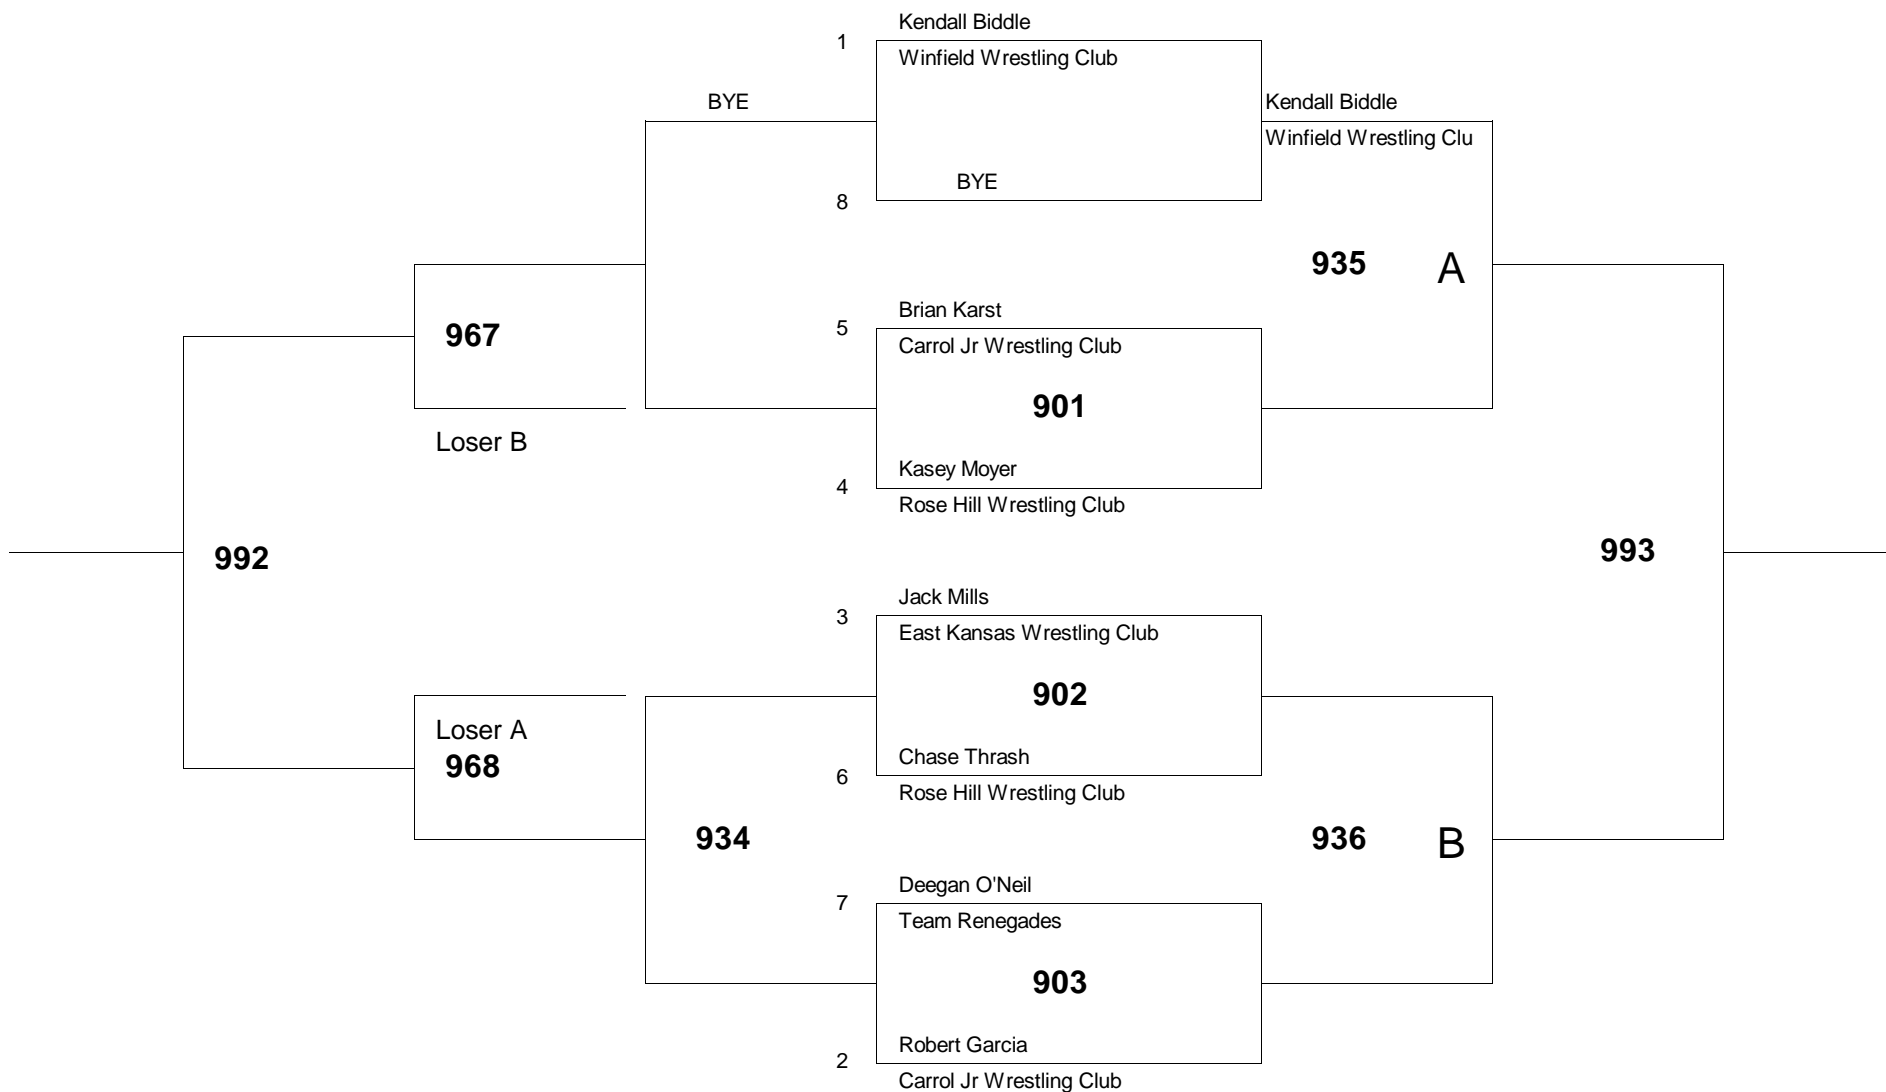 Kendall Biddle
1
Winfield Wrestling Club
BYE
Kendall Biddle
Winfield Wrestling Clu
BYE
8
935
A
Brian Karst
5
967
Carrol Jr Wrestling Club
901
Loser B
Kasey Moyer
4
Rose Hill Wrestling Club
992
993
Jack Mills
3
East Kansas Wrestling Club
902
Loser A
968
Chase Thrash
6
Rose Hill Wrestling Club
934
936
B
Deegan O'Neil
7
Team Renegades
903
Robert Garcia
2
Carrol Jr Wrestling Club